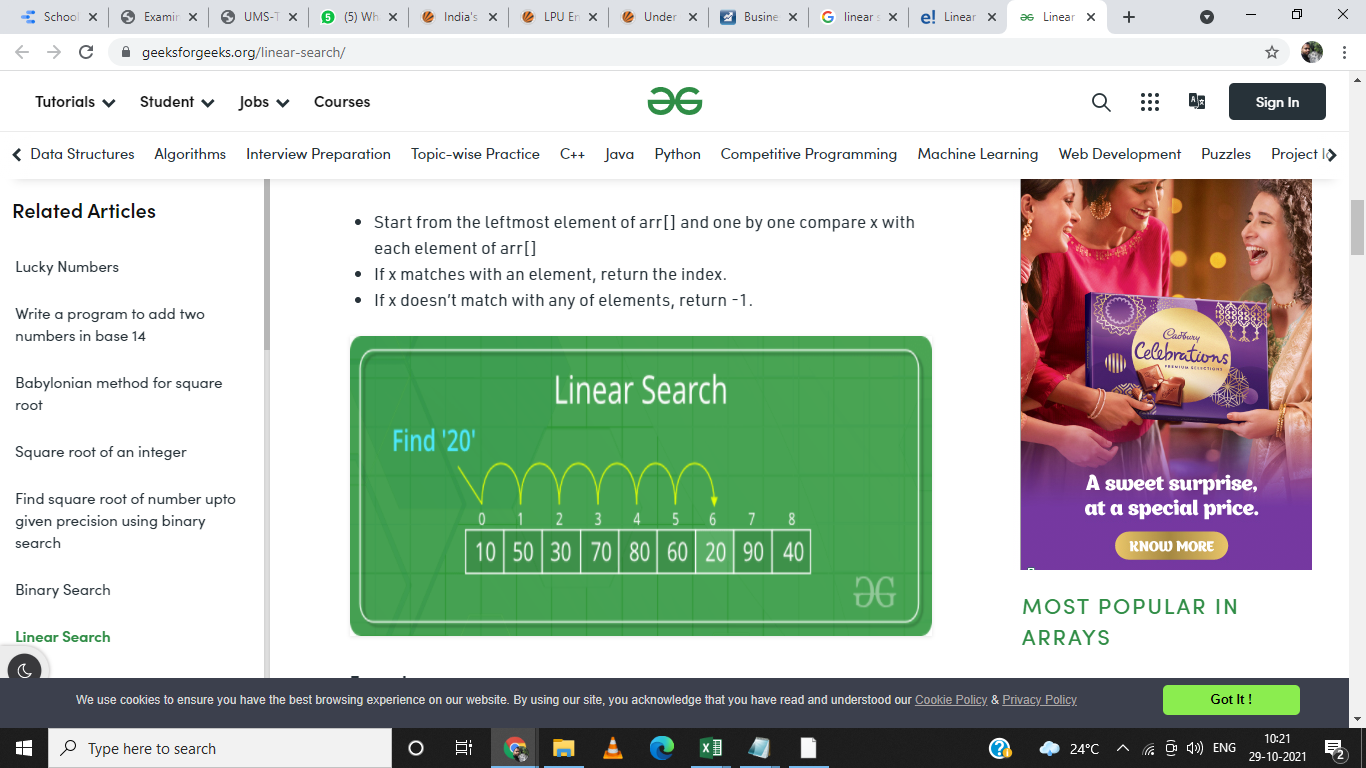 School
Examin
UMS-T
(5) Wh
India's
LPU En
Under
Busine
linear s
Linear
Linear
geeksforgeeks.org/linear-search/
Tutorials
Student
Jobs
Courses
Sign In
Data Structures
Algorithms
Interview Preparation
Topic-wise Practice
C++
Java
Python
Competitive Programming
Machine Learning
Web Development
Puzzles
Project
Related Articles
Lucky Numbers
Write a program to add two
numbers in base 14
Babylonian method for square
root
Square root of an integer
Find square root of number upto
given precision using binary
search
Binary Search
Linear Search
• Start from the leftmost element of arr[] and one by one compare x with
each element of arr[]
• If x matches with an element, return the index.
• If x doesn't match with any of elements, return -1.
Linear Search
Find '20'
0 1 2 3 4 5 6 7 8
10 50 30 70 80 60 20 90 40
Cadbury
Celebrations
PREMIUM SELECTIONS
A sweet surprise,
at a special price.
KNOW MORE
MOST POPULAR IN
ARRAYS
We use cookies to ensure you have the best browsing experience on our website. By using our site, you acknowledge that you have read and understood our Cookie Policy & Privacy Policy
Got It !
Type here to search
24°C
ENG
10:21
29-10-2021
2